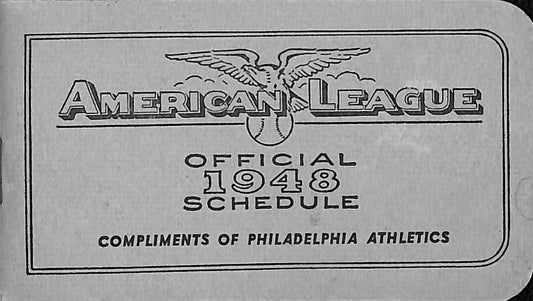 AMERICAN LEAGUE
OFFICIAL
1948
SCHEDULE
COMPLIMENTS OF PHILADELPHIA ATHLETICS